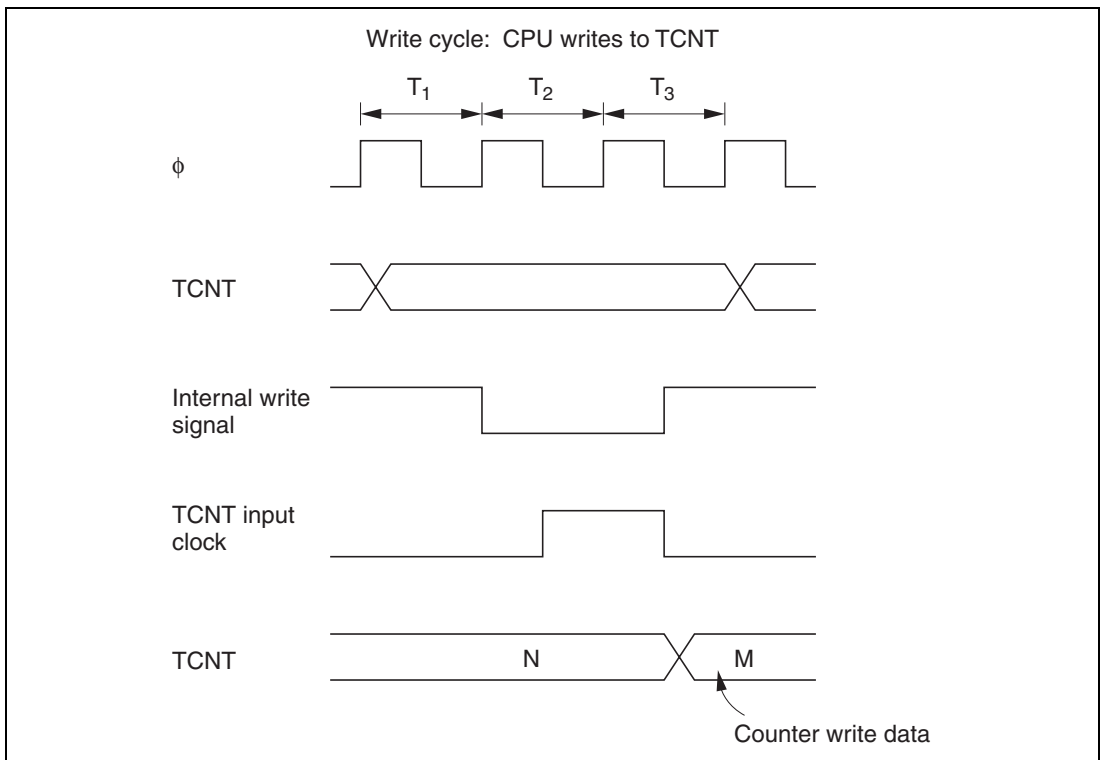 Write cycle: CPU writes to TCNT
T1 T2 T3
ϕ
TCNT
Internal write
signal
TCNT input
clock
TCNT N M
Counter write data